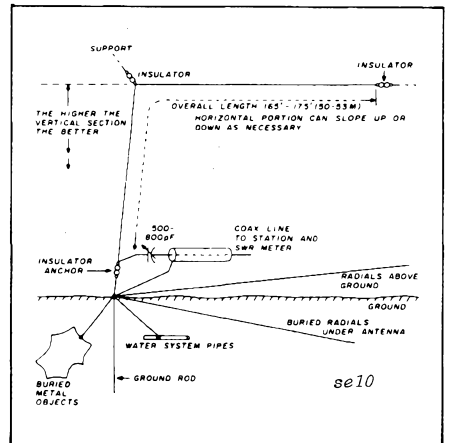 SUPPORT
INSULATOR
INSULATOR
OVERALL LENGTH 165'-175'(50-53M)
HORIZONTAL PORTION CAN SLOPE UP OR
DOWN AS NECESSARY
THE HIGHER THE
VERTICAL SECTION
THE BETTER
500-
800pF
COAX LINE
TO STATION AND
SWR METER
INSULATOR
ANCHOR
RADIALS ABOVE
GROUND
GROUND
BURIED RADIALS
UNDER ANTENNA
WATER SYSTEM PIPES
BURIED
METAL
OBJECTS
GROUND ROD
se10